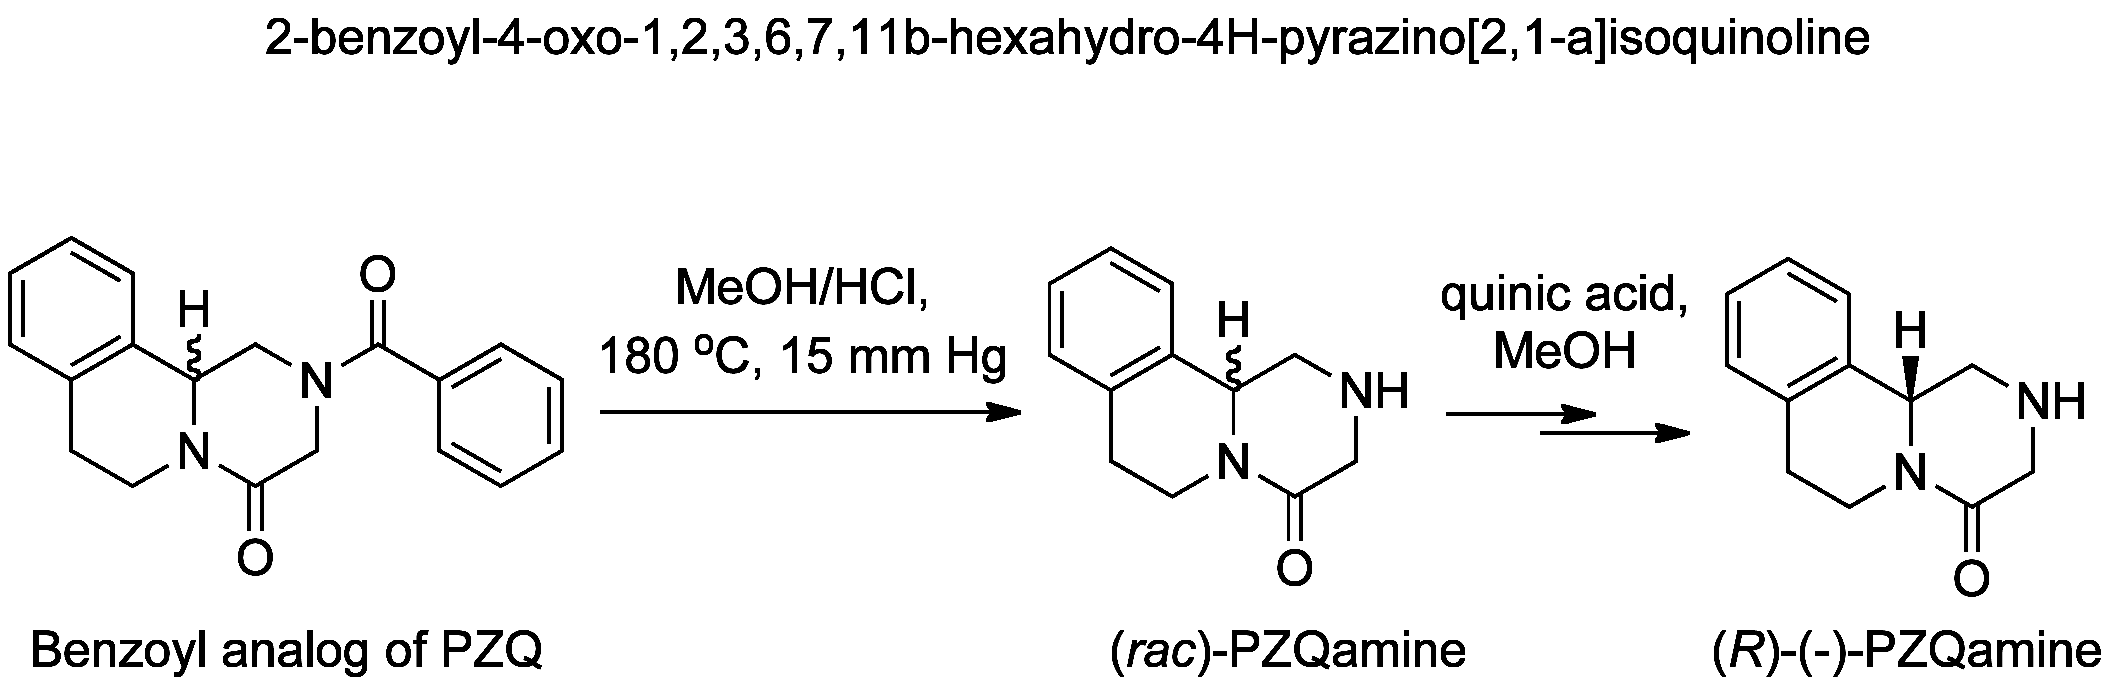 2-benzoyl-4-oxo-1,2,3,6,7,11b-hexahydro-4H-pyrazino[2,1-a]isoquinoline
H
O
N
N
O
MeOH/HCl,
180 ºC, 15 mm Hg
H
NH
N
O
quinic acid,
MeOH
H
NH
N
O
Benzoyl analog of PZQ
(rac)-PZQamine
(R)-(-)-PZQamine